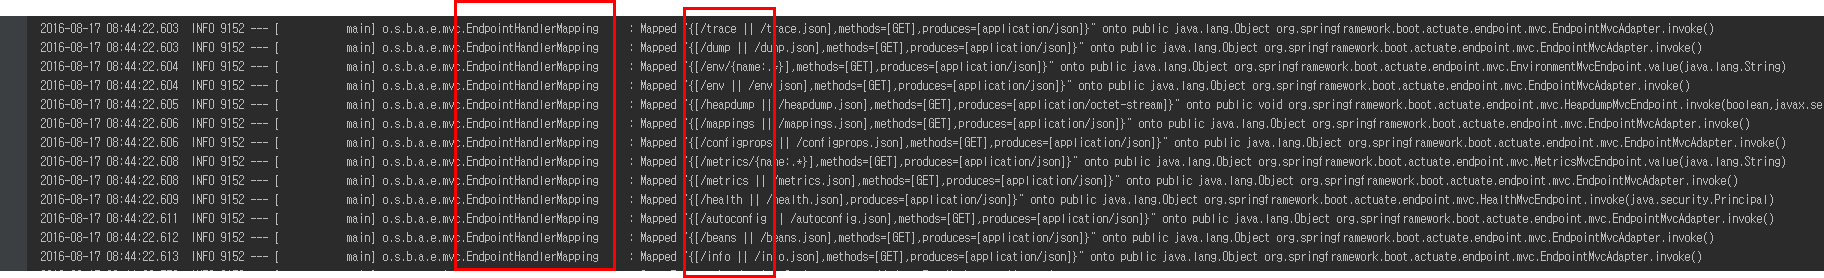 2016-08-17 08:44:22.603  INFO 9152 --- [           main] o.s.b.a.e.mvc.EndpointHandlerMapping     : Mapped "{[/trace || /trace.json],methods=[GET],produces=[application/json]}" onto public java.lang.Object org.springframework.boot.actuate.endpoint.mvc.EndpointMvcAdapter.invoke()
2016-08-17 08:44:22.603  INFO 9152 --- [           main] o.s.b.a.e.mvc.EndpointHandlerMapping     : Mapped "{[/dump || /dump.json],methods=[GET],produces=[application/json]}" onto public java.lang.Object org.springframework.boot.actuate.endpoint.mvc.EndpointMvcAdapter.invoke()
2016-08-17 08:44:22.604  INFO 9152 --- [           main] o.s.b.a.e.mvc.EndpointHandlerMapping     : Mapped "{[/env/{name:.*}],methods=[GET],produces=[application/json]}" onto public java.lang.Object org.springframework.boot.actuate.endpoint.mvc.EnvironmentMvcEndpoint.value(java.lang.String)
2016-08-17 08:44:22.604  INFO 9152 --- [           main] o.s.b.a.e.mvc.EndpointHandlerMapping     : Mapped "{[/env || /env.json],methods=[GET],produces=[application/json]}" onto public java.lang.Object org.springframework.boot.actuate.endpoint.mvc.EndpointMvcAdapter.invoke()
2016-08-17 08:44:22.605  INFO 9152 --- [           main] o.s.b.a.e.mvc.EndpointHandlerMapping     : Mapped "{[/heapdump || /heapdump.json],methods=[GET],produces=[application/octet-stream]}" onto public void org.springframework.boot.actuate.endpoint.mvc.HeapdumpMvcEndpoint.invoke(boolean,javax.se
2016-08-17 08:44:22.606  INFO 9152 --- [           main] o.s.b.a.e.mvc.EndpointHandlerMapping     : Mapped "{[/mappings || /mappings.json],methods=[GET],produces=[application/json]}" onto public java.lang.Object org.springframework.boot.actuate.endpoint.mvc.EndpointMvcAdapter.invoke()
2016-08-17 08:44:22.606  INFO 9152 --- [           main] o.s.b.a.e.mvc.EndpointHandlerMapping     : Mapped "{[/configprops || /configprops.json],methods=[GET],produces=[application/json]}" onto public java.lang.Object org.springframework.boot.actuate.endpoint.mvc.EndpointMvcAdapter.invoke()
2016-08-17 08:44:22.608  INFO 9152 --- [           main] o.s.b.a.e.mvc.EndpointHandlerMapping     : Mapped "{[/metrics/{name:.*}],methods=[GET],produces=[application/json]}" onto public java.lang.Object org.springframework.boot.actuate.endpoint.mvc.MetricsMvcEndpoint.value(java.lang.String)
2016-08-17 08:44:22.608  INFO 9152 --- [           main] o.s.b.a.e.mvc.EndpointHandlerMapping     : Mapped "{[/metrics || /metrics.json],methods=[GET],produces=[application/json]}" onto public java.lang.Object org.springframework.boot.actuate.endpoint.mvc.EndpointMvcAdapter.invoke()
2016-08-17 08:44:22.609  INFO 9152 --- [           main] o.s.b.a.e.mvc.EndpointHandlerMapping     : Mapped "{[/health || /health.json],methods=[GET],produces=[application/json]}" onto public java.lang.Object org.springframework.boot.actuate.endpoint.mvc.HealthMvcEndpoint.invoke(java.security.Principal)
2016-08-17 08:44:22.611  INFO 9152 --- [           main] o.s.b.a.e.mvc.EndpointHandlerMapping     : Mapped "{[/autoconfig || /autoconfig.json],methods=[GET],produces=[application/json]}" onto public java.lang.Object org.springframework.boot.actuate.endpoint.mvc.EndpointMvcAdapter.invoke()
2016-08-17 08:44:22.612  INFO 9152 --- [           main] o.s.b.a.e.mvc.EndpointHandlerMapping     : Mapped "{[/beans || /beans.json],methods=[GET],produces=[application/json]}" onto public java.lang.Object org.springframework.boot.actuate.endpoint.mvc.EndpointMvcAdapter.invoke()
2016-08-17 08:44:22.613  INFO 9152 --- [           main] o.s.b.a.e.mvc.EndpointHandlerMapping     : Mapped "{[/info || /info.json],methods=[GET],produces=[application/json]}" onto public java.lang.Object org.springframework.boot.actuate.endpoint.mvc.EndpointMvcAdapter.invoke()